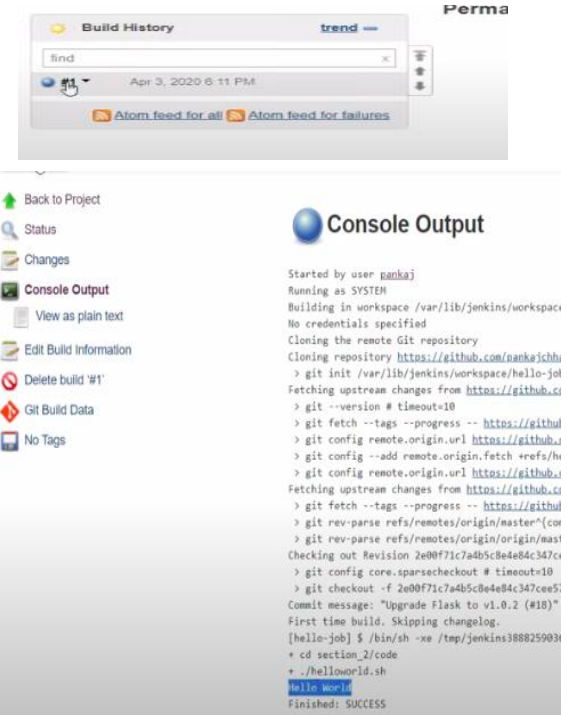 Perma
Build History trend
find x
#1 Apr 3, 2020 6:11 PM
Atom feed for all Atom feed for failures
Back to Project
Status
Changes
Console Output
View as plain text
Edit Build Information
Delete build '#1'
Git Build Data
No Tags
Console Output
Started by user pankaj
Running as SYSTEM
Building in workspace /var/lib/jenkins/workspace
No credentials specified
Cloning the remote Git repository
Cloning repository https://github.com/pankajchha
> git init /var/lib/jenkins/workspace/hello-job
Fetching upstream changes from https://github.co
> git --version # timeout=10
> git fetch --tags --progress -- https://github
> git config remote.origin.url https://github.
> git config --add remote.origin.fetch +refs/he
> git config remote.origin.url https://github.
Fetching upstream changes from https://github.co
> git fetch --tags --progress -- https://github
> git rev-parse refs/remotes/origin/master^{com
> git rev-parse refs/remotes/origin/origin/mast
Checking out Revision 2e00f71c7a4b5c8e4e84c347ce
> git config core.sparsecheckout # timeout=10
> git checkout -f 2e00f71c7a4b5c8e4e84c347cee57
Commit message: "Upgrade Flask to v1.0.2 (#18)"
First time build. Skipping changelog.
[hello-job] $ /bin/sh -xe /tmp/jenkins3888259036
+ cd section_2/code
+ ./helloworld.sh
Hello World
Finished: SUCCESS